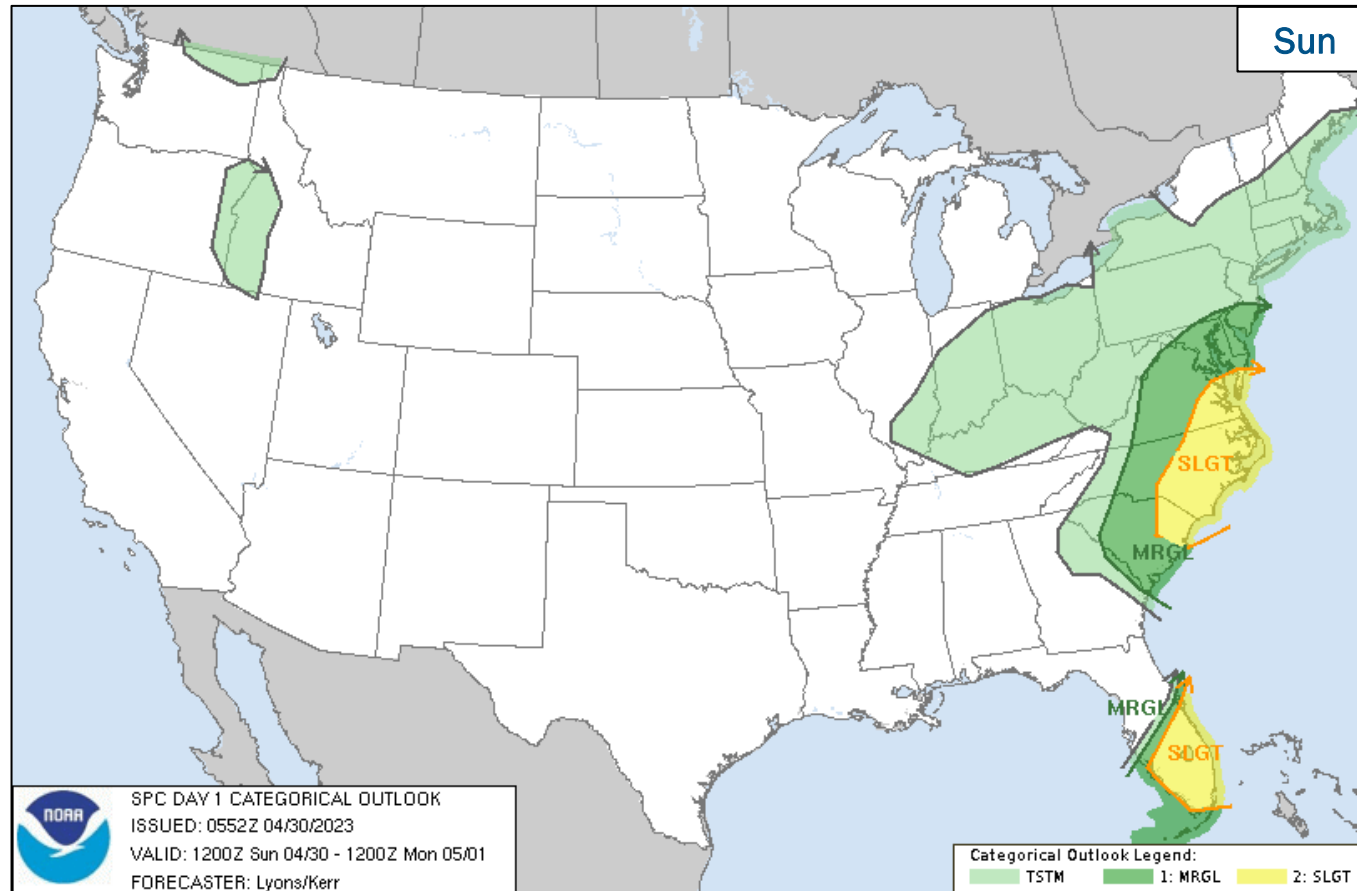 Sun
SLGT
MRGL
MRGL
SLGT
NOAA
SPC DAY 1 CATEGORICAL OUTLOOK
ISSUED: 0552Z 04/30/2023
VALID: 1200Z Sun 04/30 - 1200Z Mon 05/01
FORECASTER: Lyons/Kerr
Categorical Outlook Legend:
TSTM 1: MRGL 2: SLGT